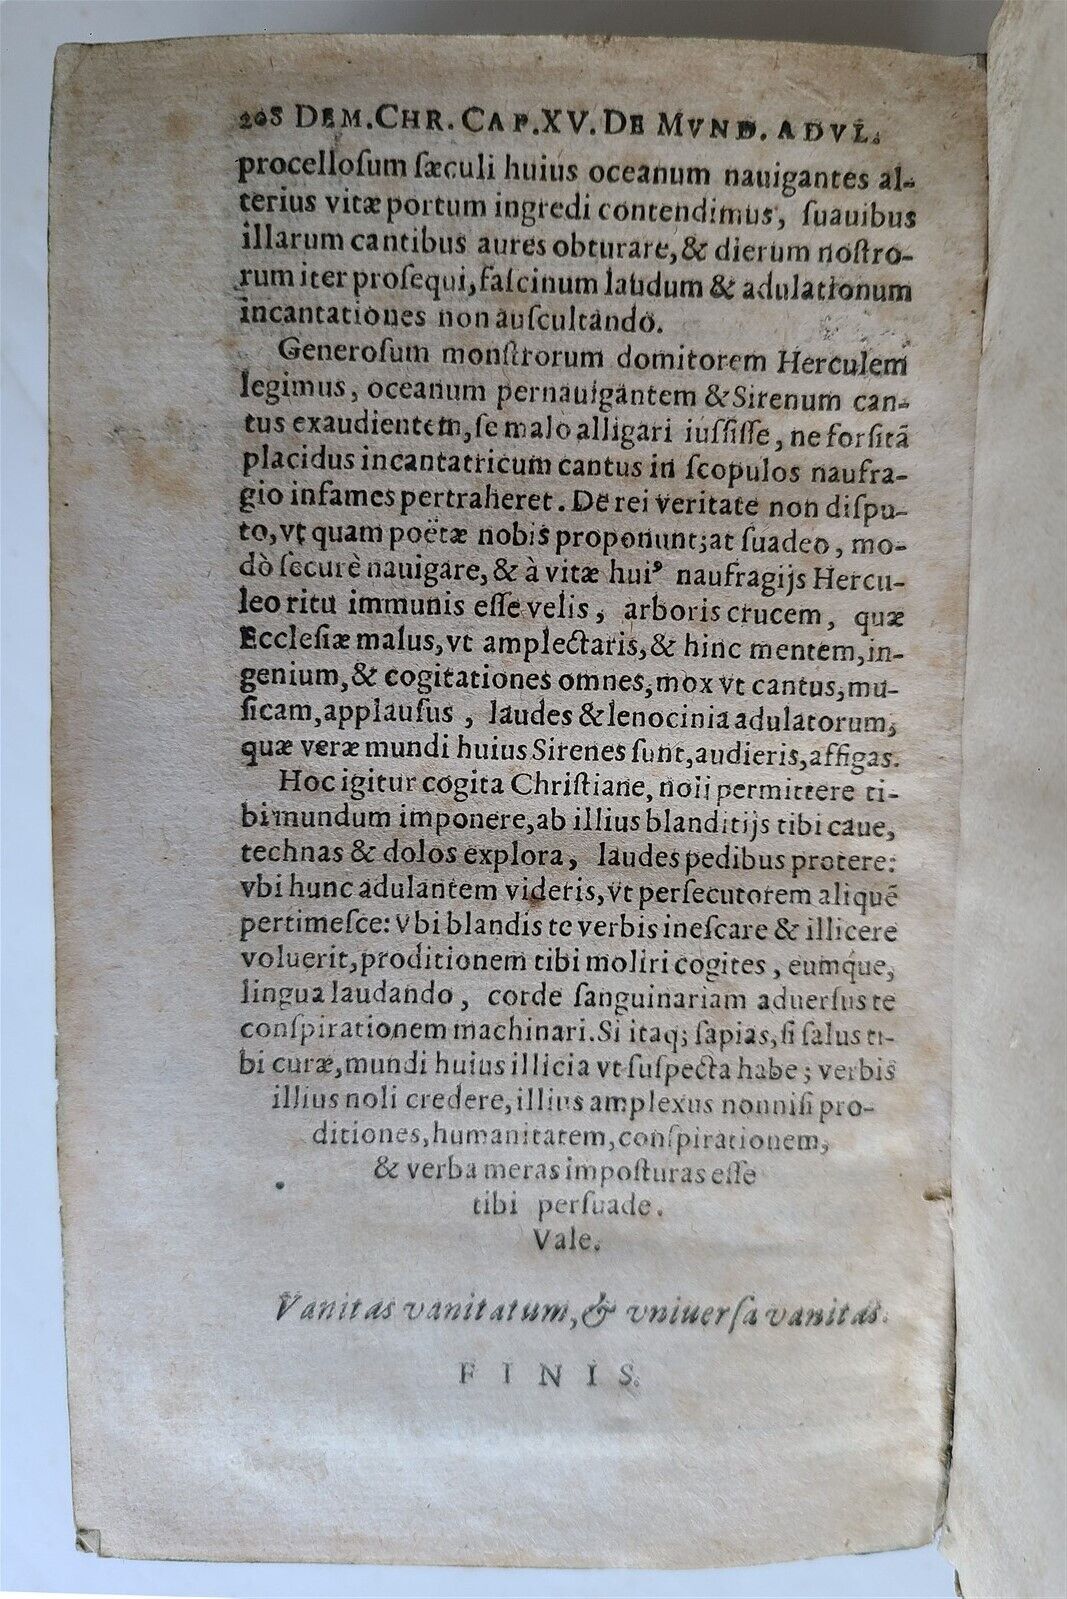 208 DEM. CHR. CAP. XV. DE MVND. ADVL.
procelloſum ſæculi huius oceanum nauigantes al-
terius vitæ portum ingredi contendimus, ſuauibus
illarum cantibus aures obturare, & dierum noſtro-
rum iter proſequi, faſcinum laudum & adulationum
incantationes non auſcultando.
Generoſum monſtrorum domitorem Herculem
legimus, oceanum pernauigantem & Sirenum can-
tus exaudientem, ſe malo alligari iuſſiſſe, ne forſitã
placidus incantatricum cantus in ſcopulos naufra-
gio infames pertraheret. De rei veritate non diſpu-
to, vt quam poëtæ nobis proponunt; at ſuadeo, mo-
dò ſecurè nauigare, & à vitæ huiꝰ naufragijs Hercu-
leo ritu immunis eſſe velis, arboris crucem, quæ
Eccleſiæ malus, vt amplectaris, & hinc mentem, in-
genium, & cogitationes omnes, mox vt cantus, mu-
ſicam, applauſus, laudes & lenocinia adulatorum,
quæ veræ mundi huius Sirenes ſunt, audieris, affigas.
Hoc igitur cogita Chriſtiane, noli permittere ti-
bi mundum imponere, ab illius blanditijs tibi caue,
technas & dolos explora, laudes pedibus protere:
vbi hunc adulantem videris, vt perſecutorem aliquẽ
pertimeſce: vbi blandis te verbis ineſcare & illicere
voluerit, proditionem tibi moliri cogites, eumq́ue,
lingua laudando, corde ſanguinariam aduerſus te
conſpirationem machinari. Si itaq; ſapias, ſi ſalus ti-
bi curæ, mundi huius illicia vt ſuſpecta habe; verbis
illius noli credere, illius amplexus nonniſi pro-
ditiones, humanitatem, conſpirationem,
& verba meras impoſturas eſſe
tibi perſuade.
Vale.
Vanitas vanitatum, & vniuerſa vanitas.
FINIS.